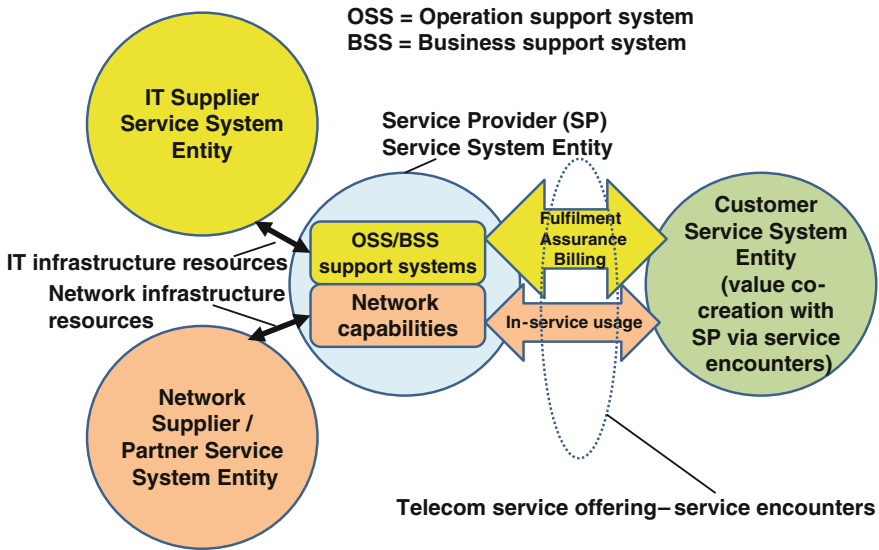 OSS = Operation support system
BSS = Business support system
IT Supplier
Service System
Entity
Service Provider (SP)
Service System Entity
OSS/BSS
support systems
Network
capabilities
Fulfilment
Assurance
Billing
In-service usage
Customer
Service System
Entity
(value co-
creation with
SP via service
encounters)
IT infrastructure resources
Network infrastructure
resources
Network
Supplier /
Partner Service
System Entity
Telecom service offering–service encounters